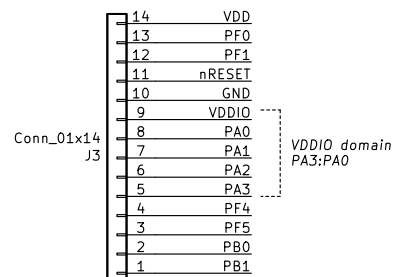 14 VDD
13 PF0
12 PF1
11 nRESET
10 GND
9 VDDIO
8 PA0
7 PA1
6 PA2
5 PA3
4 PF4
3 PF5
2 PB0
1 PB1
Conn_01x14
J3
VDDIO domain
PA3:PA0